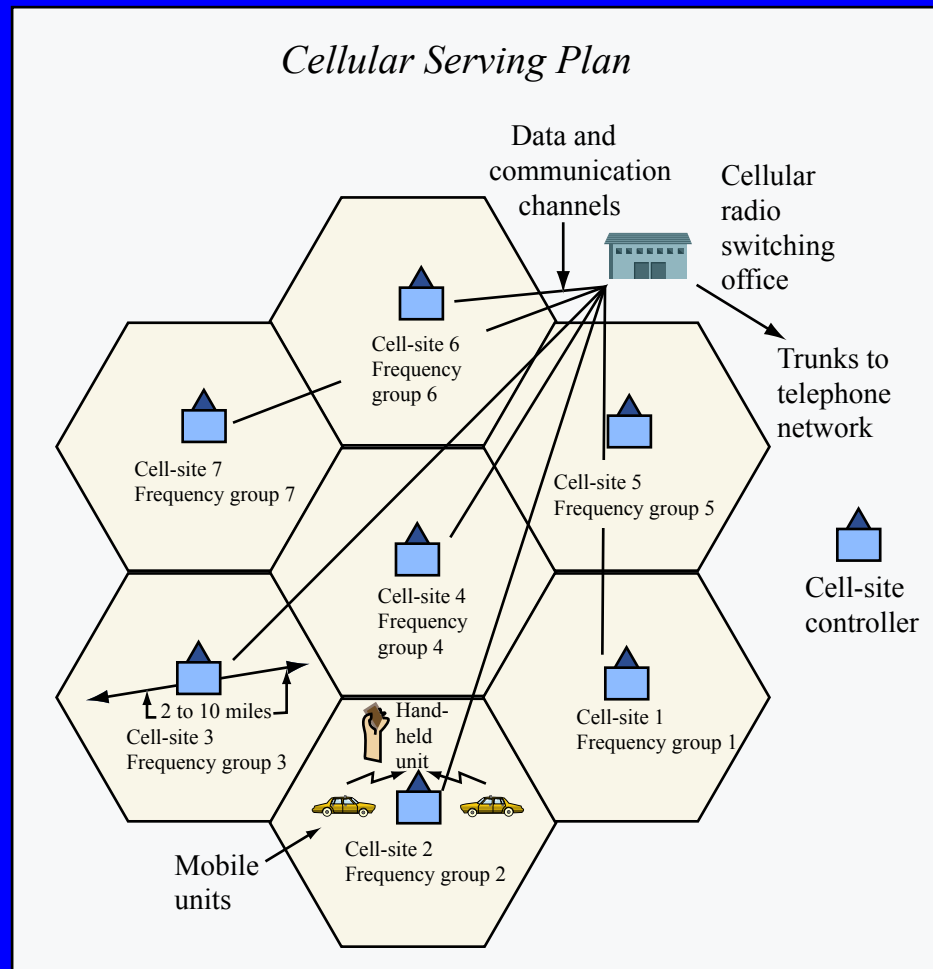 Cellular Serving Plan
Data and
communication
channels
Cellular
radio
switching
office
Trunks to
telephone
network
Cell-site 6
Frequency
group 6
Cell-site 7
Frequency group 7
Cell-site 5
Frequency group 5
Cell-site 4
Frequency
group 4
Cell-site
controller
2 to 10 miles
Cell-site 3
Frequency group 3
Cell-site 1
Frequency group 1
Hand-
held
unit
Cell-site 2
Frequency group 2
Mobile
units